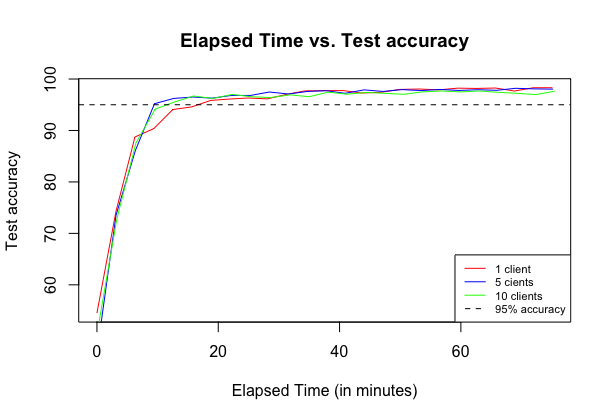 Elapsed Time vs. Test accuracy
Test accuracy
100
90
80
70
60
0
20
40
60
Elapsed Time (in minutes)
1 client
5 cients
10 clients
95% accuracy